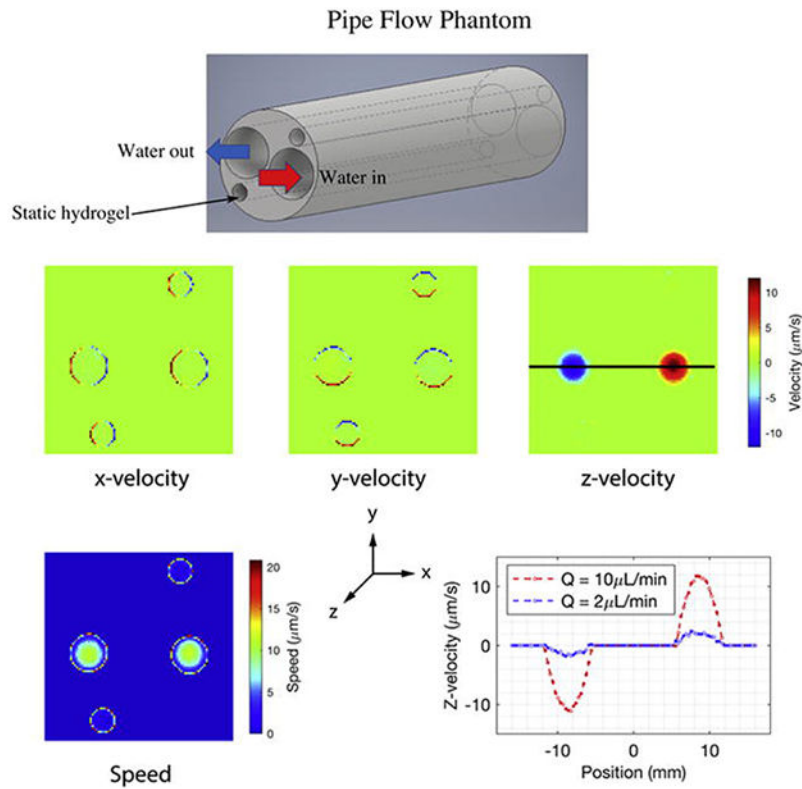 Pipe Flow Phantom
Water out
Water in
Static hydrogel
10
5
0
-5
-10
Velocity (μm/s)
x-velocity
y-velocity
z-velocity
y
x
z
20
15
10
5
0
Speed (μm/s)
Speed
Q = 10μL/min
Q = 2μL/min
10
0
-10
Z-velocity (μm/s)
-10
0
10
Position (mm)